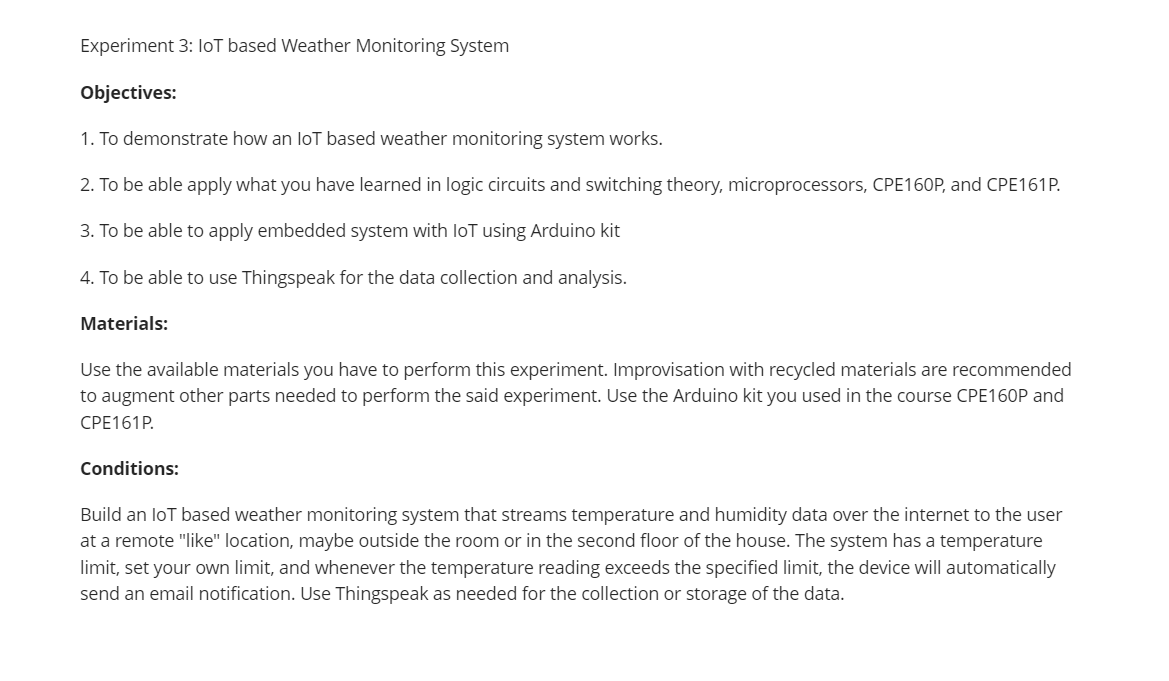 Experiment 3: IoT based Weather Monitoring System
Objectives:
1. To demonstrate how an IoT based weather monitoring system works.
2. To be able apply what you have learned in logic circuits and switching theory, microprocessors, CPE160P, and CPE161P.
3. To be able to apply embedded system with IoT using Arduino kit
4. To be able to use Thingspeak for the data collection and analysis.
Materials:
Use the available materials you have to perform this experiment. Improvisation with recycled materials are recommended
to augment other parts needed to perform the said experiment. Use the Arduino kit you used in the course CPE160P and
CPE161P.
Conditions:
Build an IoT based weather monitoring system that streams temperature and humidity data over the internet to the user
at a remote "like" location, maybe outside the room or in the second floor of the house. The system has a temperature
limit, set your own limit, and whenever the temperature reading exceeds the specified limit, the device will automatically
send an email notification. Use Thingspeak as needed for the collection or storage of the data.